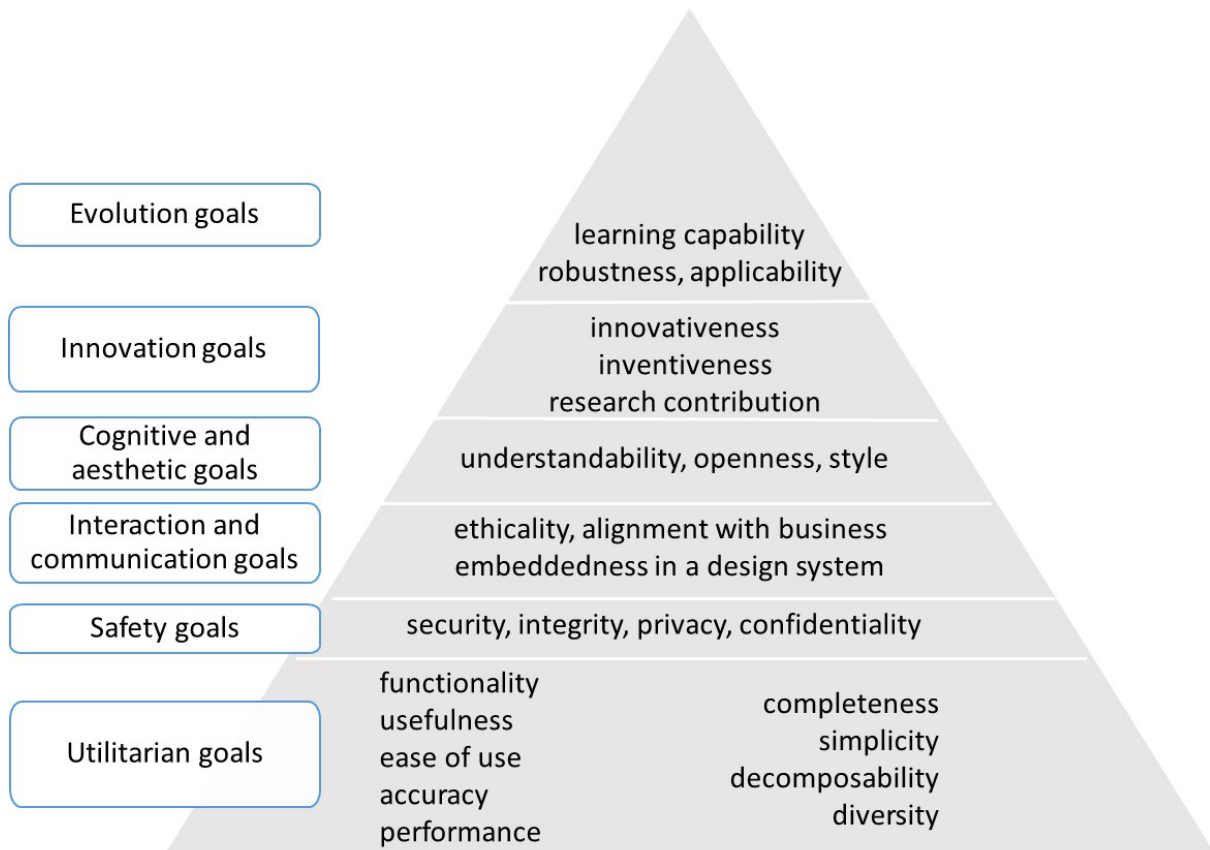 Evolution goals
learning capability
robustness, applicability
Innovation goals
innovativeness
inventiveness
research contribution
Cognitive and
aesthetic goals
understandability, openness, style
Interaction and
communication goals
ethicality, alignment with business
embeddedness in a design system
Safety goals
security, integrity, privacy, confidentiality
Utilitarian goals
functionality
usefulness
ease of use
accuracy
performance
completeness
simplicity
decomposability
diversity